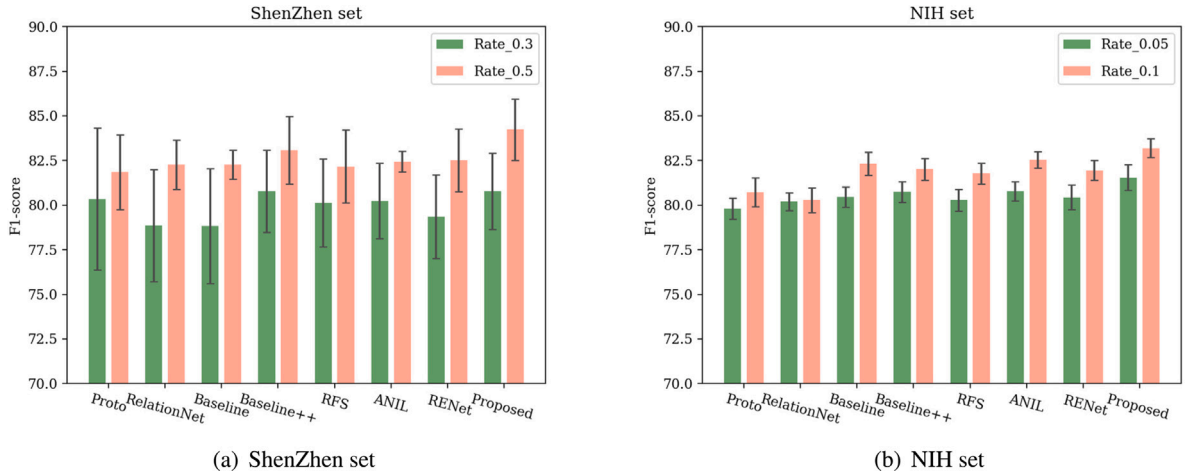 ShenZhen set
90.0
87.5
85.0
82.5
80.0
77.5
75.0
72.5
70.0
F1-score
Rate_0.3
Rate_0.5
Proto
RelationNet
Baseline
Baseline++
RFS
ANIL
RENet
Proposed
(a) ShenZhen set
NIH set
90.0
87.5
85.0
82.5
80.0
77.5
75.0
72.5
70.0
F1-score
Rate_0.05
Rate_0.1
Proto
RelationNet
Baseline
Baseline++
RFS
ANIL
RENet
Proposed
(b) NIH set